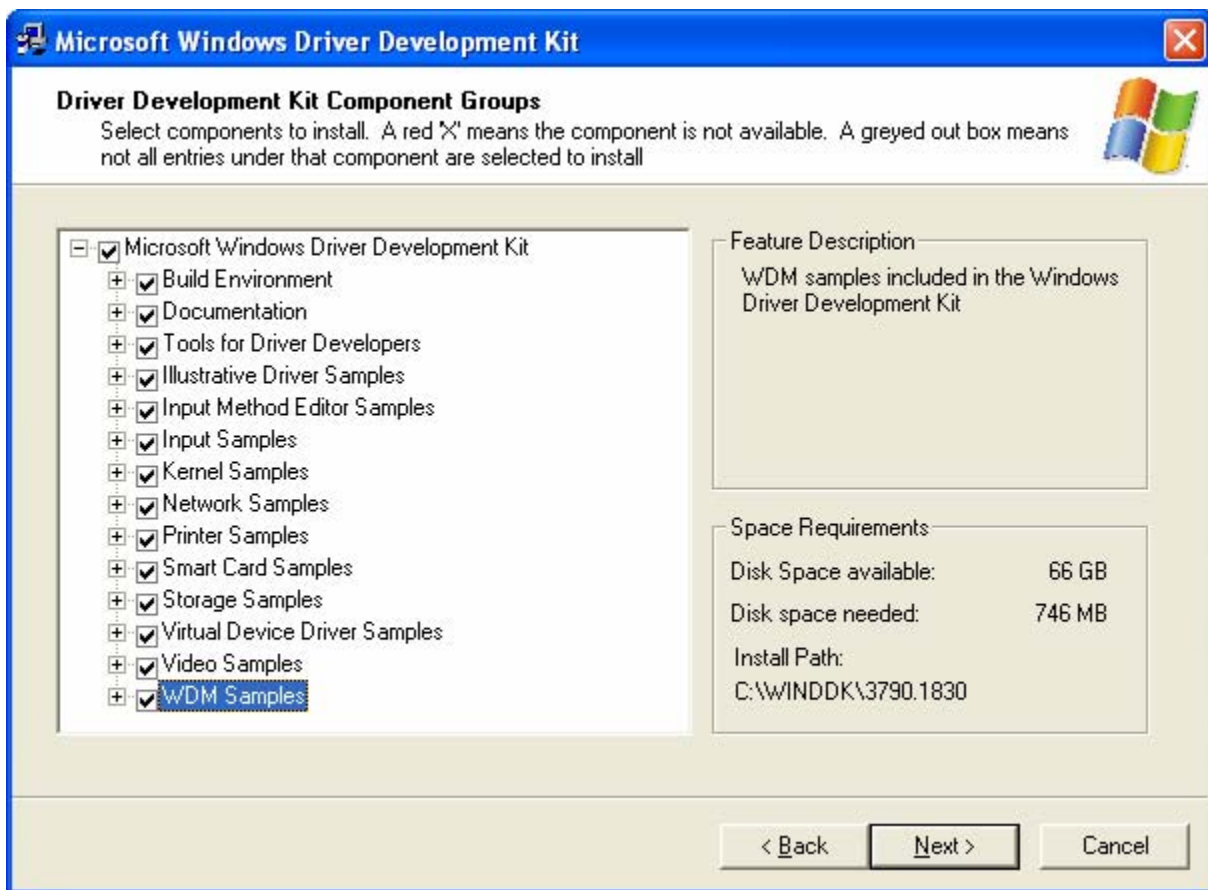 Microsoft Windows Driver Development Kit
Driver Development Kit Component Groups
Select components to install. A red 'X' means the component is not available. A greyed out box means
not all entries under that component are selected to install
Microsoft Windows Driver Development Kit
Build Environment
Documentation
Tools for Driver Developers
Illustrative Driver Samples
Input Method Editor Samples
Input Samples
Kernel Samples
Network Samples
Printer Samples
Smart Card Samples
Storage Samples
Virtual Device Driver Samples
Video Samples
WDM Samples
Feature Description
WDM samples included in the Windows
Driver Development Kit
Space Requirements
Disk Space available: 66 GB
Disk space needed: 746 MB
Install Path:
C:\WINDDK\3790.1830
< Back
Next >
Cancel